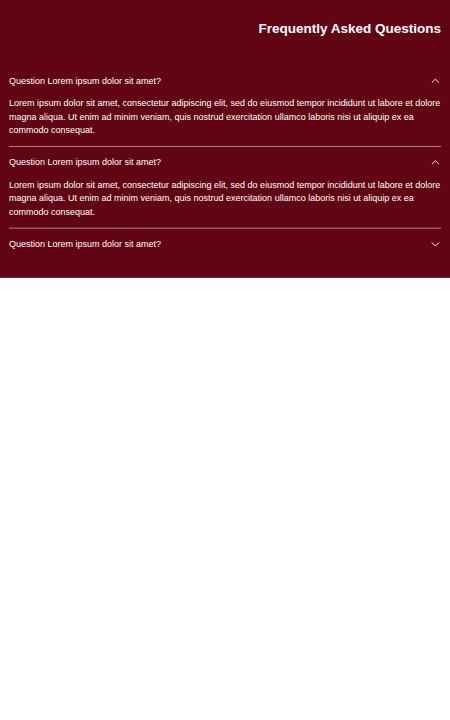 Frequently Asked Questions
Question Lorem ipsum dolor sit amet?
Lorem ipsum dolor sit amet, consectetur adipiscing elit, sed do eiusmod tempor incididunt ut labore et dolore
magna aliqua. Ut enim ad minim veniam, quis nostrud exercitation ullamco laboris nisi ut aliquip ex ea
commodo consequat.
Question Lorem ipsum dolor sit amet?
Lorem ipsum dolor sit amet, consectetur adipiscing elit, sed do eiusmod tempor incididunt ut labore et dolore
magna aliqua. Ut enim ad minim veniam, quis nostrud exercitation ullamco laboris nisi ut aliquip ex ea
commodo consequat.
Question Lorem ipsum dolor sit amet?